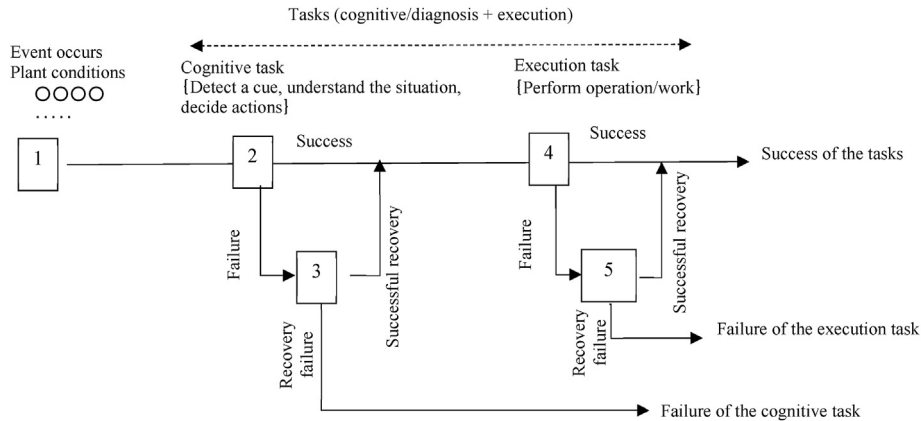 Tasks (cognitive/diagnosis + execution)
Event occurs
Plant conditions
.....
Cognitive task
{Detect a cue, understand the situation,
decide actions}
Execution task
{Perform operation/work}
1
2
Success
4
Success
Success of the tasks
Failure
3
Successful recovery
Failure
5
Successful recovery
Recovery
failure
Recovery
failure
Failure of the execution task
Failure of the cognitive task